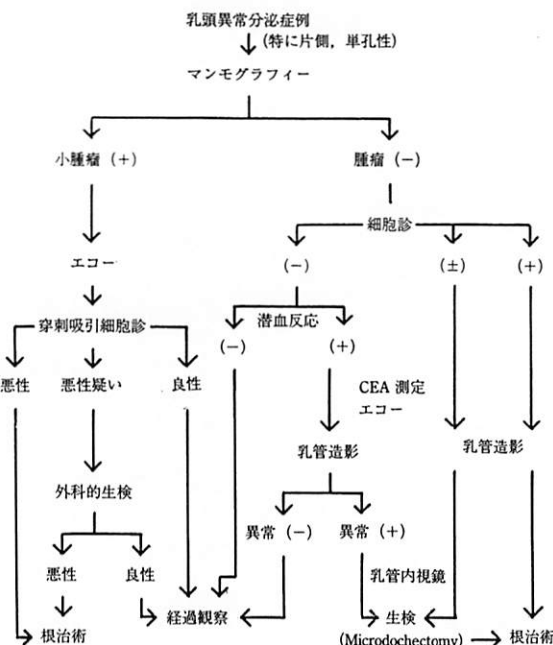 乳頭異常分泌症例
(特に片側，単孔性)
マンモグラフィー
小腫瘤 (+)
腫瘤 (−)
細胞診
エコー
(−)
(±)
(+)
潜血反応
穿刺吸引細胞診
(−)
(+)
悪性
悪性疑い
良性
CEA 測定
エコー
乳管造影
乳管造影
外科的生検
異常 (−)
異常 (+)
悪性
良性
乳管内視鏡
経過観察
生検
根治術
(Microdochectomy)
根治術